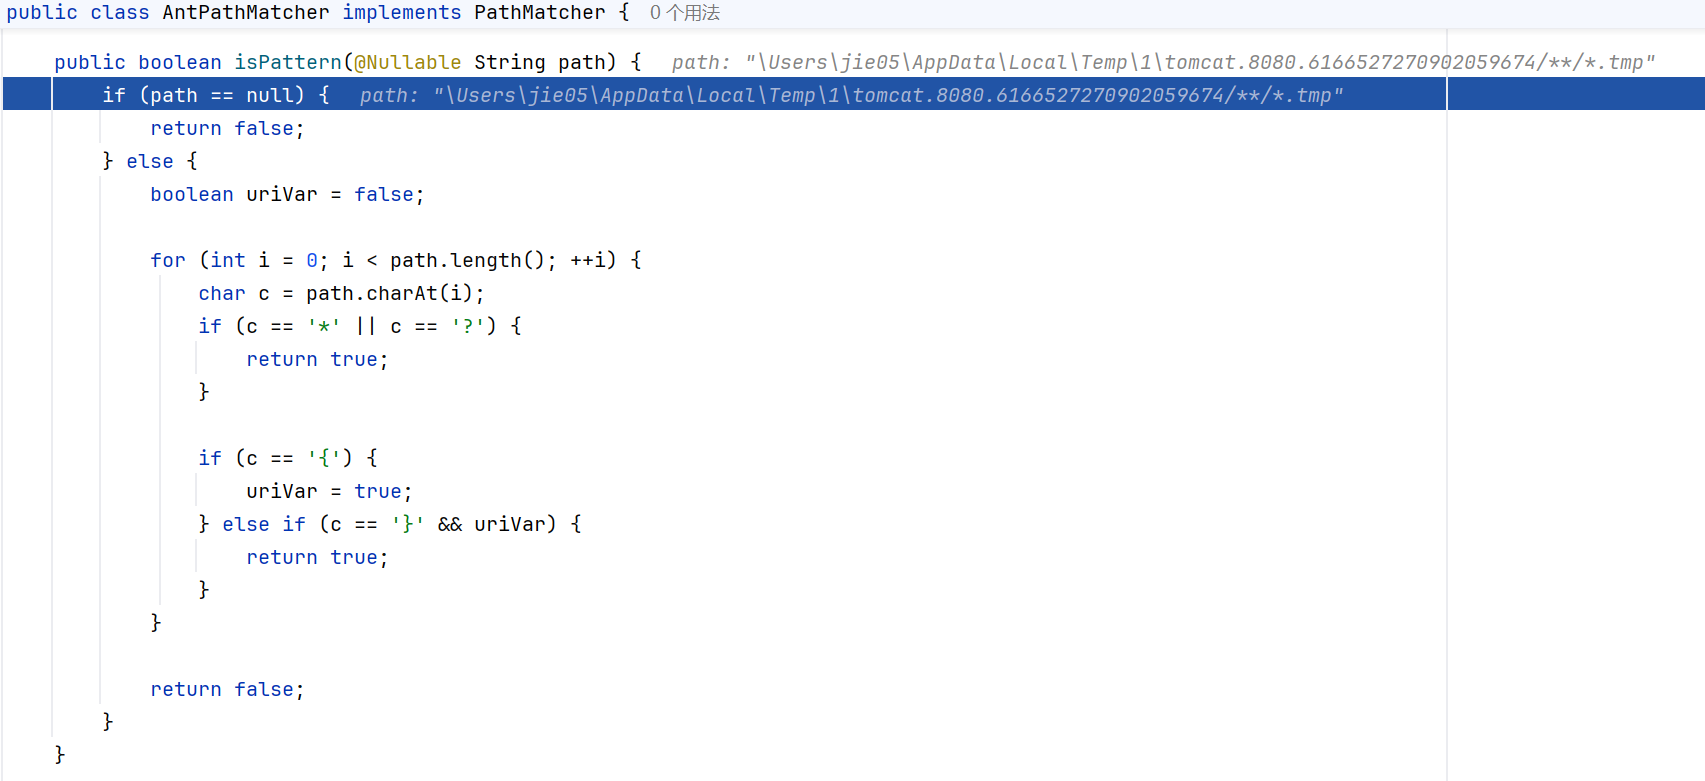 public class AntPathMatcher implements PathMatcher { 0 个用法
public boolean isPattern(@Nullable String path) { path: "\Users\jie05\AppData\Local\Temp\1\tomcat.8080.6166527270902059674/**/*.tmp"
if (path == null) { path: "\Users\jie05\AppData\Local\Temp\1\tomcat.8080.6166527270902059674/**/*.tmp"
return false;
} else {
boolean uriVar = false;
for (int i = 0; i < path.length(); ++i) {
char c = path.charAt(i);
if (c == '*' || c == '?') {
return true;
}
if (c == '{') {
uriVar = true;
} else if (c == '}' && uriVar) {
return true;
}
}
return false;
}
}